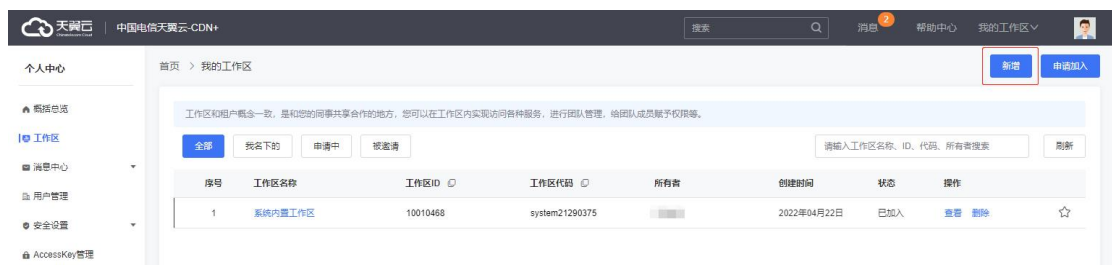 天翼云 中国电信天翼云-CDN+ 搜索 消息 2 帮助中心 我的工作区
个人中心 首页 > 我的工作区 新增 申请加入
概括总览 工作区和租户概念一致，是和您的同事共享合作的地方，您可以在工作区内实现访问各种服务，进行团队管理，给团队成员赋予权限等。
工作区 全部 我名下的 申请中 被邀请 请输入工作区名称、ID、代码、所有者搜索 刷新
消息中心
序号 工作区名称 工作区ID 工作区代码 所有者 创建时间 状态 操作
用户管理
1 系统内置工作区 10010468 system21290375 2022年04月22日 已加入 查看 删除
安全设置
AccessKey管理